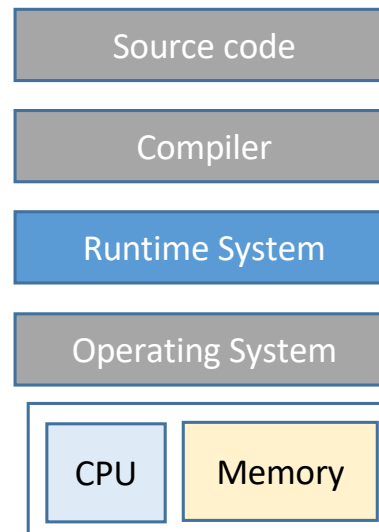 Source code
Compiler
Runtime System
Operating System
CPU Memory